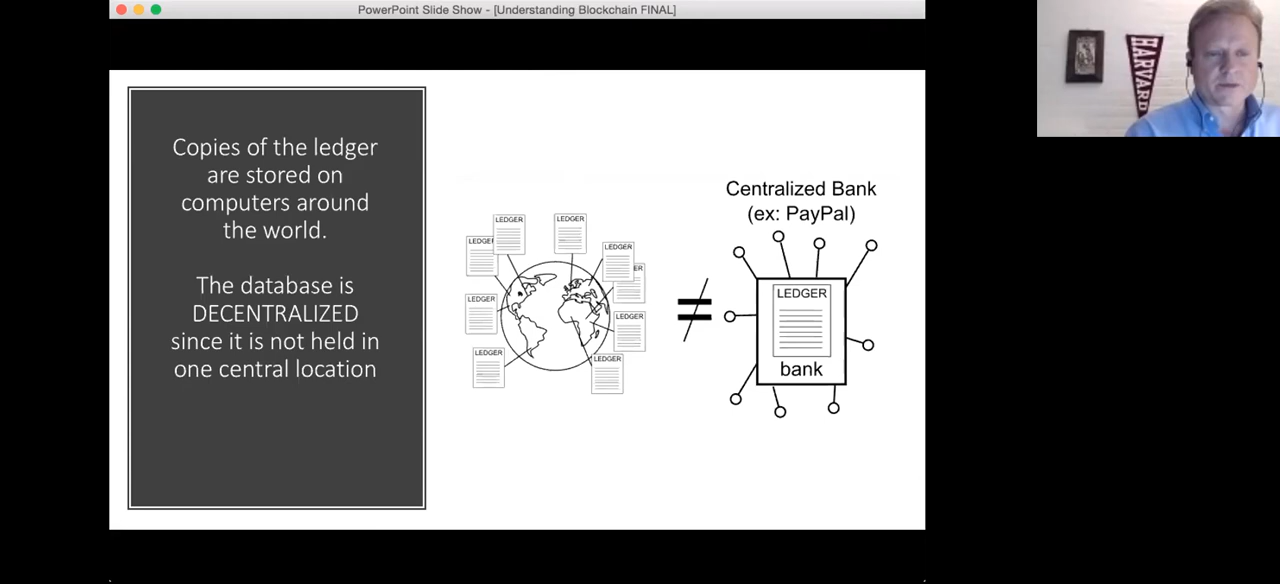 PowerPoint Slide Show - [Understanding Blockchain FINAL]
HARVARD
Copies of the ledger
are stored on
computers around
the world.
The database is
DECENTRALIZED
since it is not held in
one central location
LEDGER
LEDGER
LEDGER
LEDGER
ER
LEDGER
LEDGER
LEDGER
LEDGER
Centralized Bank
(ex: PayPal)
LEDGER
bank